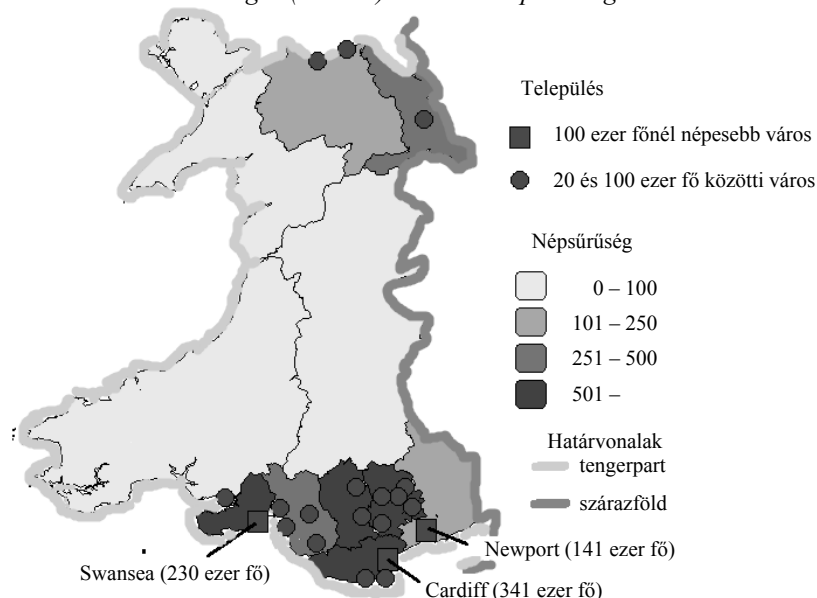 Település
100 ezer főnél népesebb város
20 és 100 ezer fő közötti város
Népsűrűség
0 – 100
101 – 250
251 – 500
501 –
Határvonalak
tengerpart
szárazföld
Newport (141 ezer fő)
Swansea (230 ezer fő)
Cardiff (341 ezer fő)